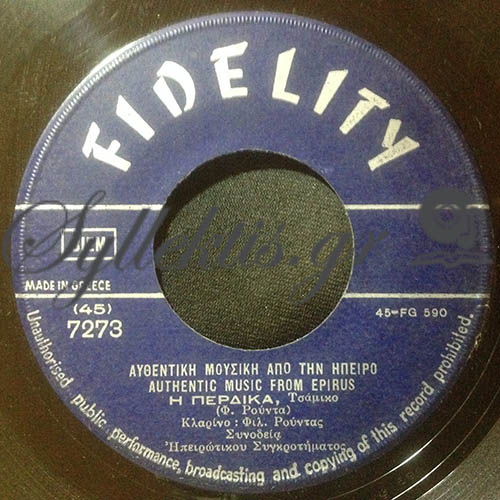 FIDELITY
BIEM
MADE IN GREECE
(45)
7273
45-FG 590
ΑΥΘΕΝΤΙΚΗ ΜΟΥΣΙΚΗ ΑΠΟ ΤΗΝ ΗΠΕΙΡΟ
AUTHENTIC MUSIC FROM EPIRUS
Η ΠΕΡΔΙΚΑ, Τσάμικο
(Φ. Ρούντα)
Κλαρίνο: Φιλ. Ρούντας
Συνοδεία
Ἠπειρώτικου Συγκροτήματος
Unauthorised public performance, broadcasting and copying of this record prohibited.
Syllektis.gr